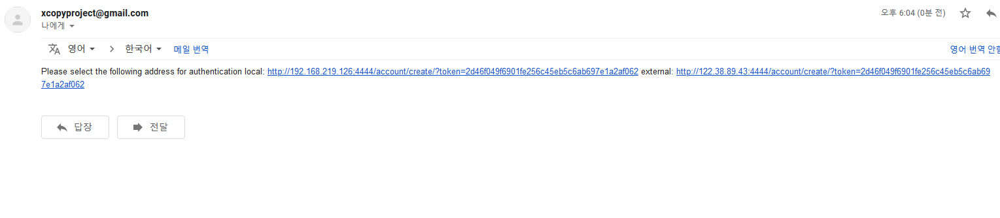 xcopyproject@gmail.com
오후 6:04 (0분 전)
나에게
영어 > 한국어 메일 번역 영어 번역 안함
Please select the following address for authentication local: http://192.168.219.126:4444/account/create/?token=2d46f049f6901fe256c45eb5c6ab697e1a2af062 external: http://122.38.89.43:4444/account/create/?token=2d46f049f6901fe256c45eb5c6ab69
7e1a2af062
답장 전달